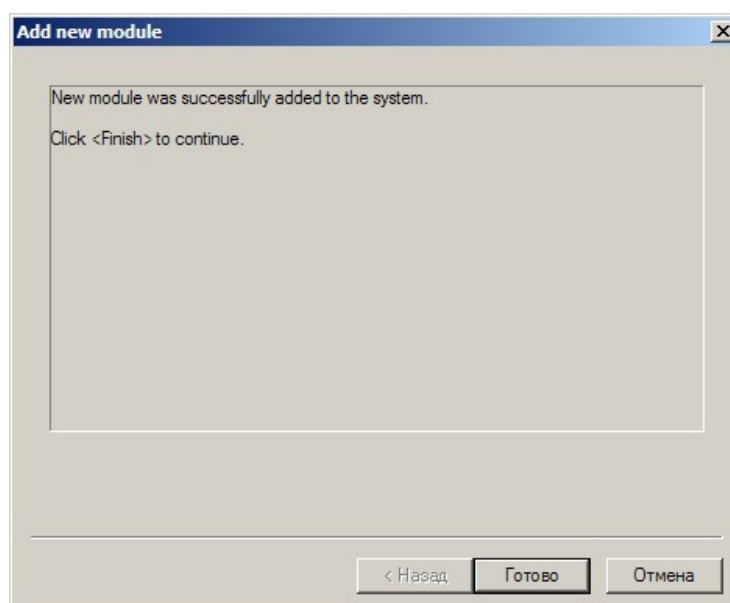 Add new module
New module was successfully added to the system.
Click <Finish> to continue.
< Назад
Готово
Отмена